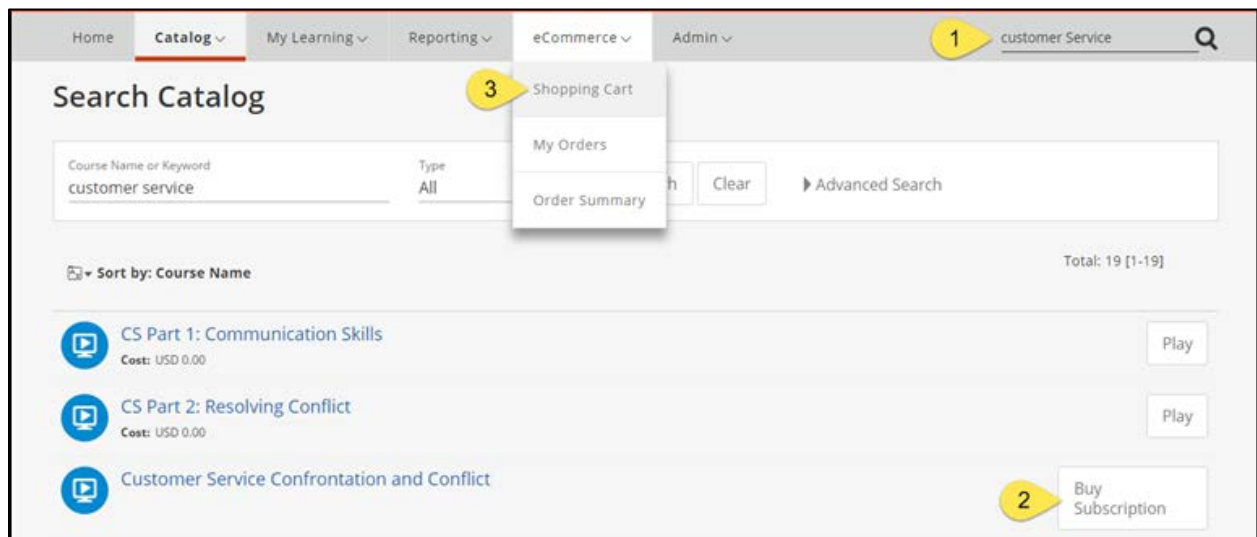 Home Catalog My Learning Reporting eCommerce Admin 1 customer Service
Search Catalog
3 Shopping Cart
My Orders
Order Summary
Course Name or Keyword
customer service
Type
All
h Clear Advanced Search
Sort by: Course Name
Total: 19 [1-19]
CS Part 1: Communication Skills
Cost: USD 0.00
Play
CS Part 2: Resolving Conflict
Cost: USD 0.00
Play
Customer Service Confrontation and Conflict
2 Buy
Subscription